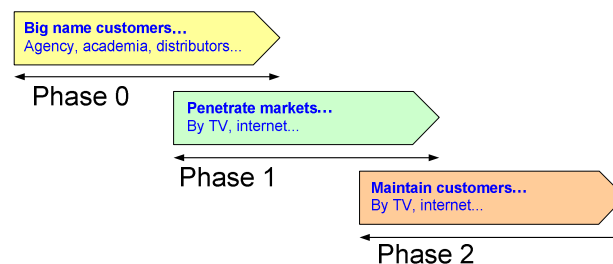 Big name customers…
Agency, academia, distributors...
Phase 0
Penetrate markets…
By TV, internet...
Phase 1
Maintain customers…
By TV, internet...
Phase 2